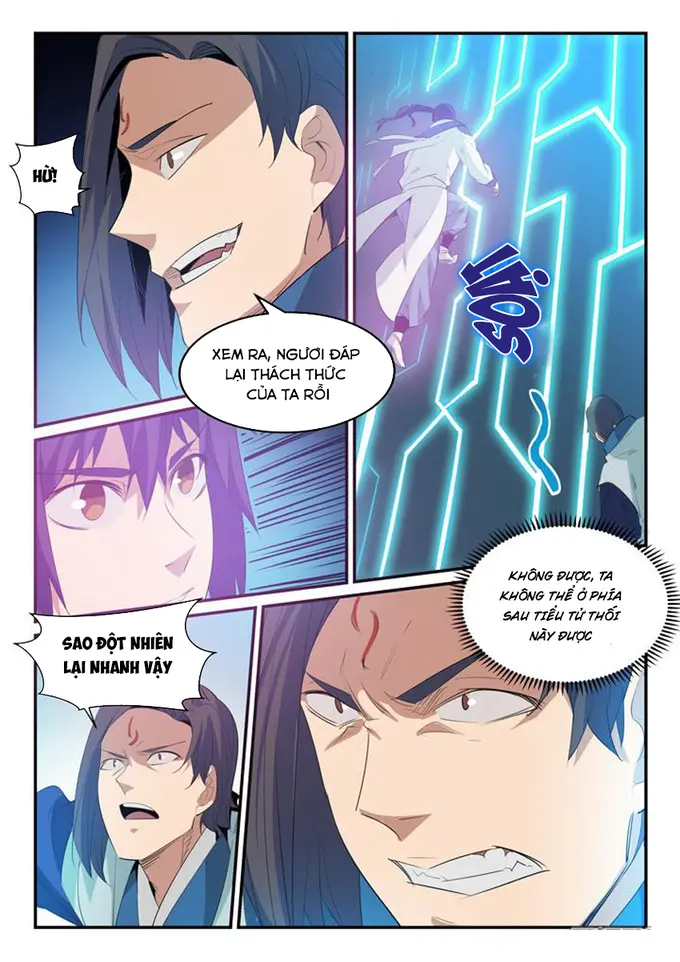 HỪ!
XEM RA, NGƯƠI ĐÁP
LẠI THÁCH THỨC
CỦA TA RỒI
SOẠT
SAO ĐỘT NHIÊN
LẠI NHANH VẬY
KHÔNG ĐƯỢC, TA
KHÔNG THỂ Ở PHÍA
SAU TIỂU TỬ THỐI
NÀY ĐƯỢC